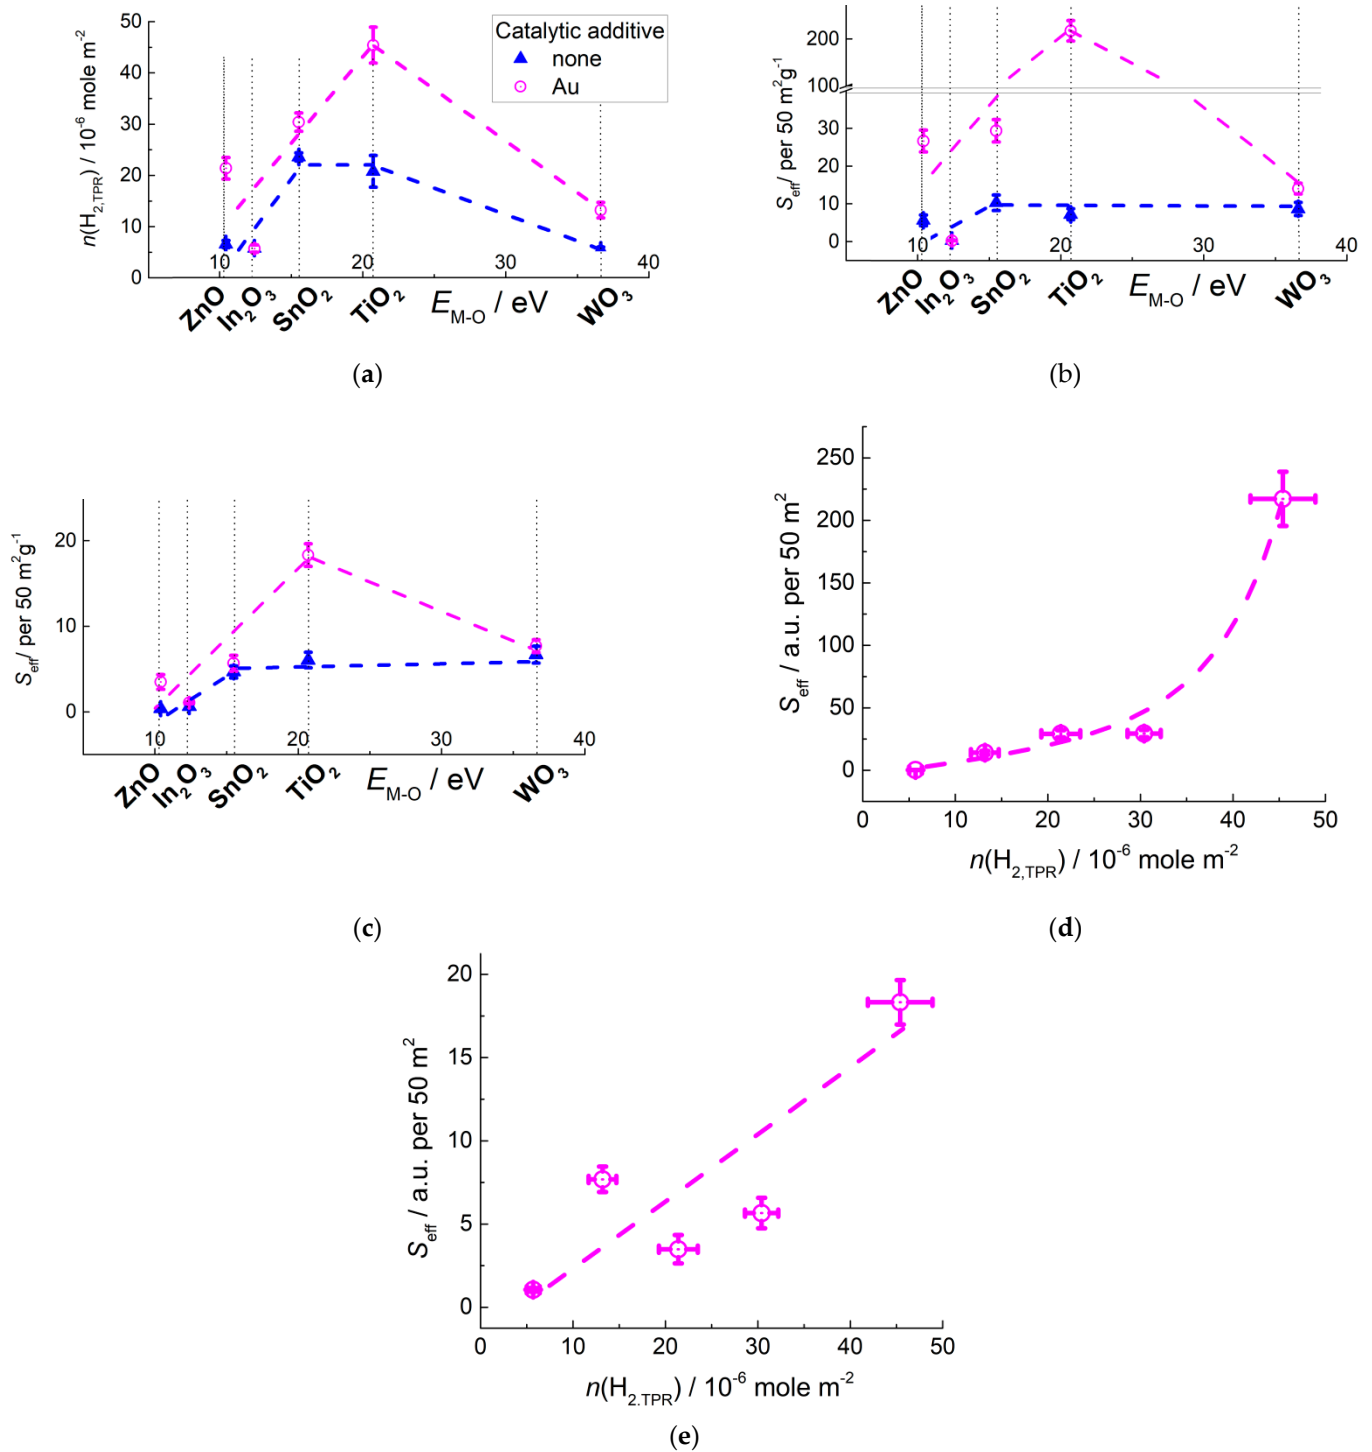 n(H2,TPR) / 10-6 mole m-2
50
40
30
20
10
0
Catalytic additive
none
Au
10
20
30
40
ZnO
In2O3
SnO2
TiO2
EM-O / eV
WO3
(a)
Seff/ per 50 m2g-1
200
100
30
20
10
0
10
20
30
40
ZnO
In2O3
SnO2
TiO2
EM-O / eV
WO3
(b)
Seff/ per 50 m2g-1
20
10
0
10
20
30
40
ZnO
In2O3
SnO2
TiO2
EM-O / eV
WO3
(c)
Seff / a.u. per 50 m2
250
200
150
100
50
0
0
10
20
30
40
50
n(H2,TPR) / 10-6 mole m-2
(d)
Seff / a.u. per 50 m2
20
15
10
5
0
0
10
20
30
40
50
n(H2.TPR) / 10-6 mole m-2
(e)